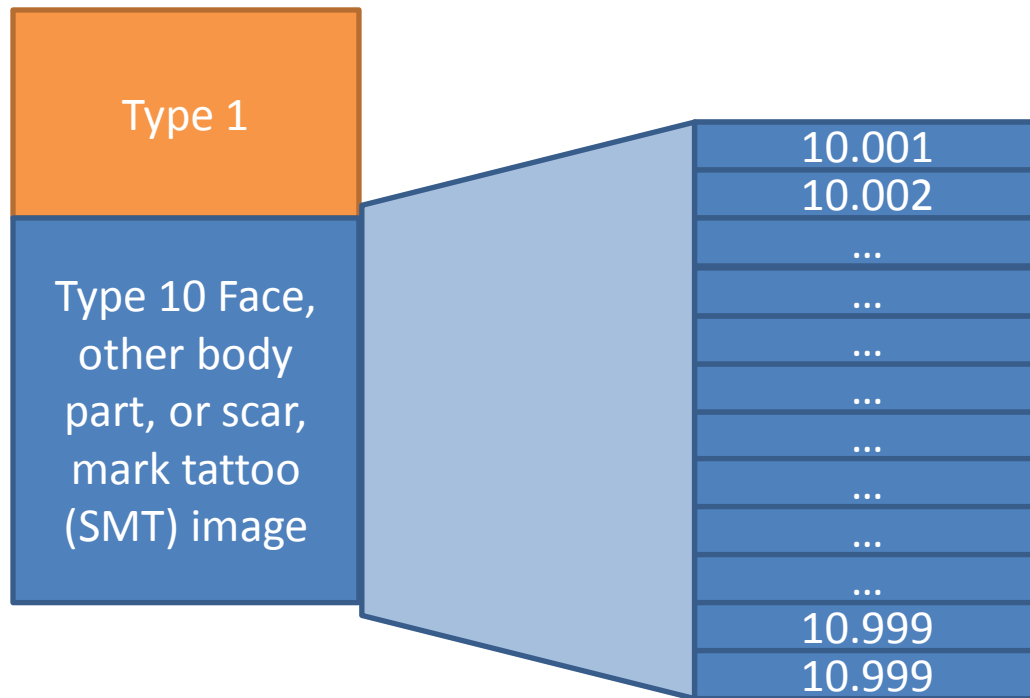 Type 1
Type 10 Face,
other body
part, or scar,
mark tattoo
(SMT) image
10.001
10.002
...
...
...
...
...
...
...
...
10.999
10.999